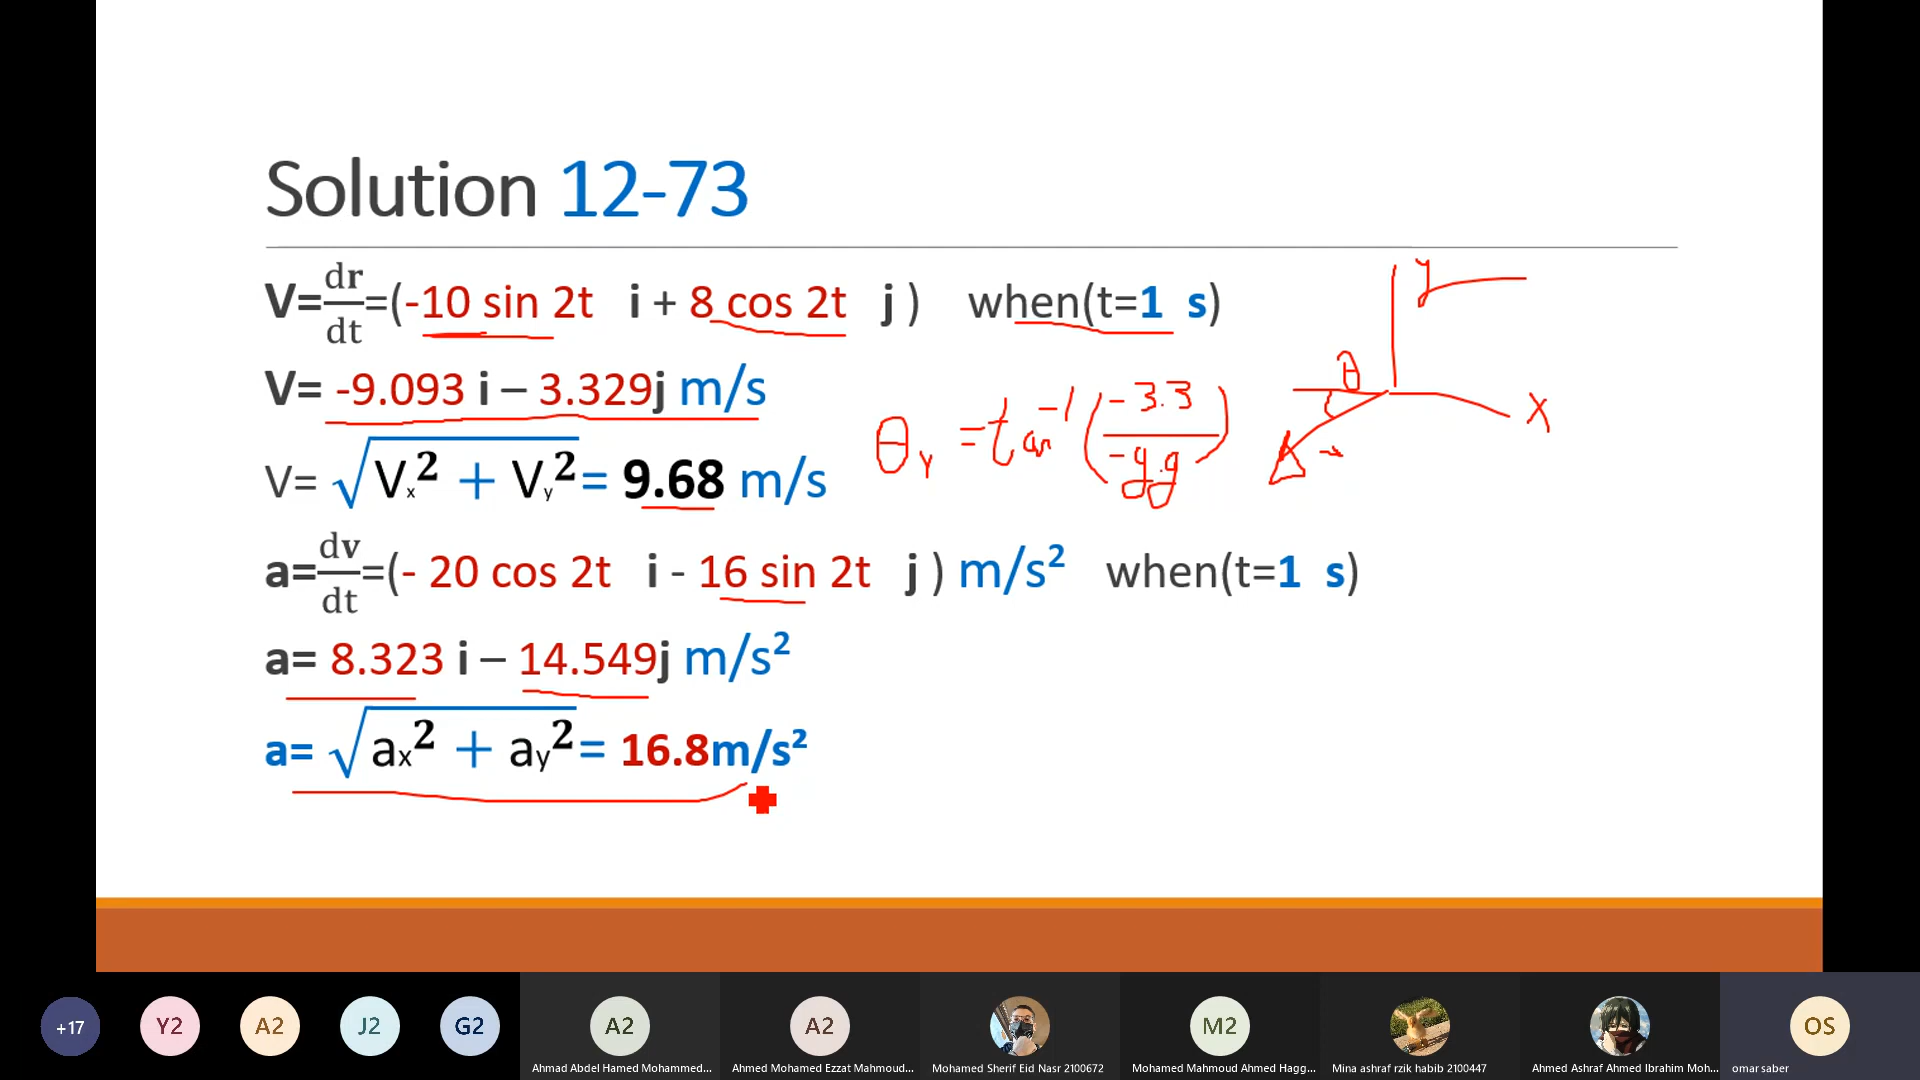 Solution 12-73
V=dr/dt=(-10 sin 2t i + 8 cos 2t j ) when(t=1 s)
V= -9.093 i – 3.329j m/s
V= √Vx² + Vy² = 9.68 m/s
a=dv/dt=(- 20 cos 2t i - 16 sin 2t j ) m/s² when(t=1 s)
a= 8.323 i – 14.549j m/s²
a= √ax² + ay² = 16.8m/s²
y
θ
x
θv = tan⁻¹(-3.3/-9.9)
+17
Y2
A2
J2
G2
A2
Ahmad Abdel Hamed Mohammed...
A2
Ahmed Mohamed Ezzat Mahmoud...
Mohamed Sherif Eid Nasr 2100672
M2
Mohamed Mahmoud Ahmed Hagg...
Mina ashraf rzik habib 2100447
Ahmed Ashraf Ahmed Ibrahim Moh...
OS
omar saber